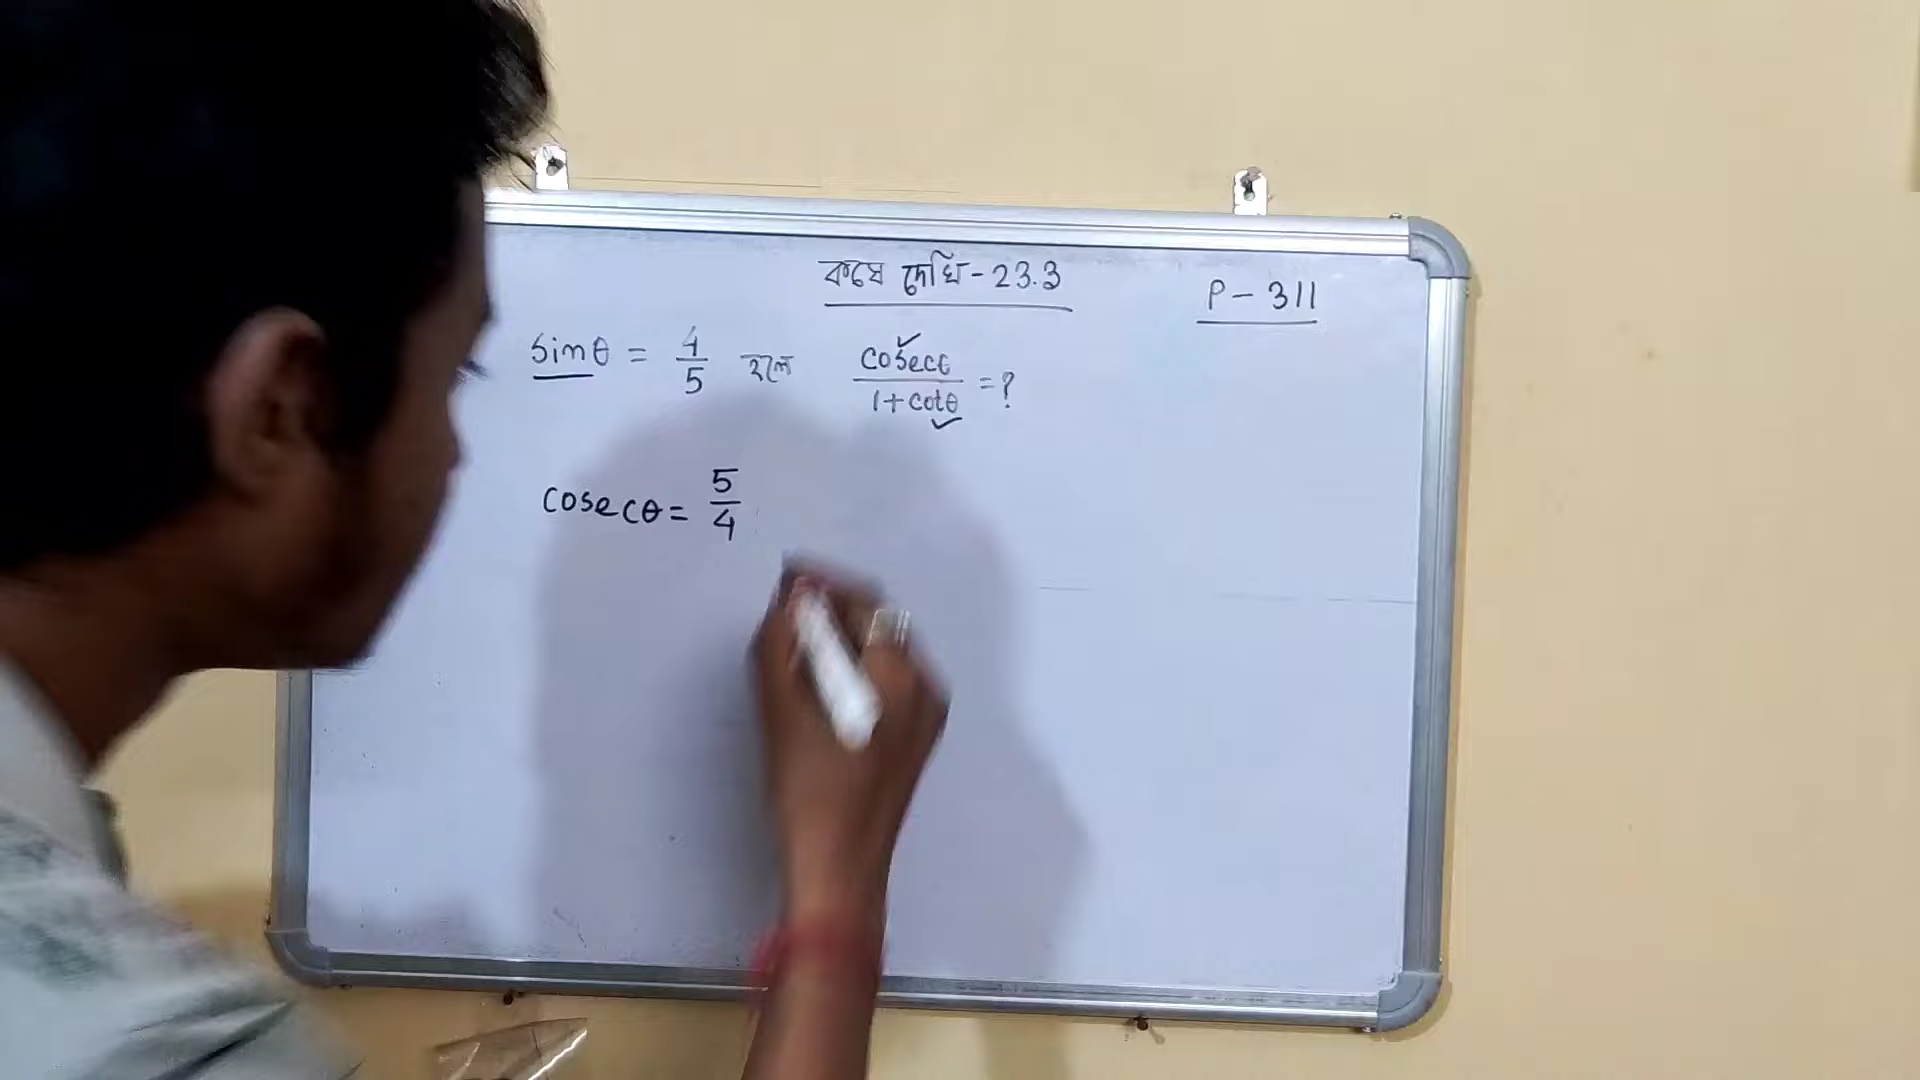 কষে দেখি - 23.3
P - 311
sinθ = 4/5 হলে cosecθ/1+cotθ = ?
cosecθ = 5/4